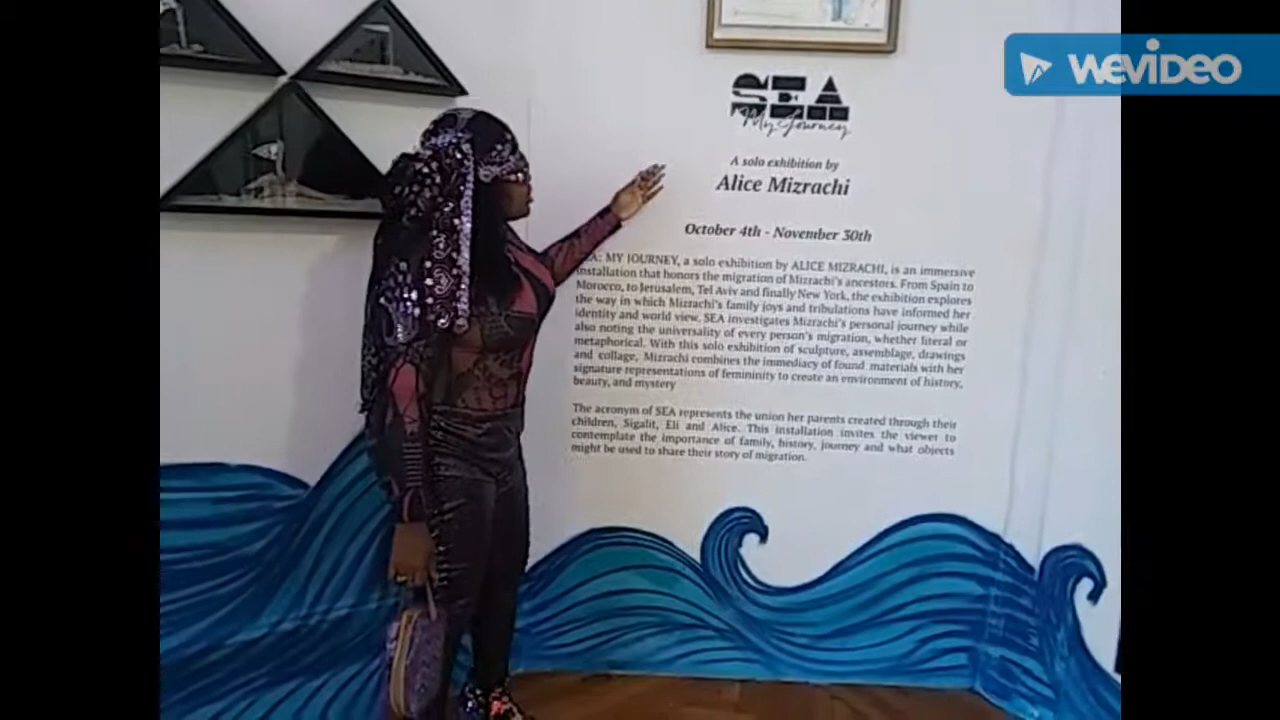 WEVIDEO
SEA
My Journey
A solo exhibition by
Alice Mizrachi
October 4th - November 30th
SEA: MY JOURNEY, a solo exhibition by ALICE MIZRACHI, is an immersive
installation that honors the migration of Mizrachi's ancestors. From Spain to
Morocco, to Jerusalem, Tel Aviv and finally New York, the exhibition explores
the way in which Mizrachi's family joys and tribulations have informed her
identity and world view. SEA investigates Mizrachi's personal journey while
also noting the universality of every person's migration, whether literal or
metaphorical. With this solo exhibition of sculpture, assemblage, drawings
and collage, Mizrachi combines the immediacy of found materials with her
signature representations of femininity to create an environment of history,
beauty, and mystery
The acronym of SEA represents the union her parents created through their
children, Sigalit, Eli and Alice. This installation invites the viewer to
contemplate the importance of family, history, journey and what objects
might be used to share their story of migration.